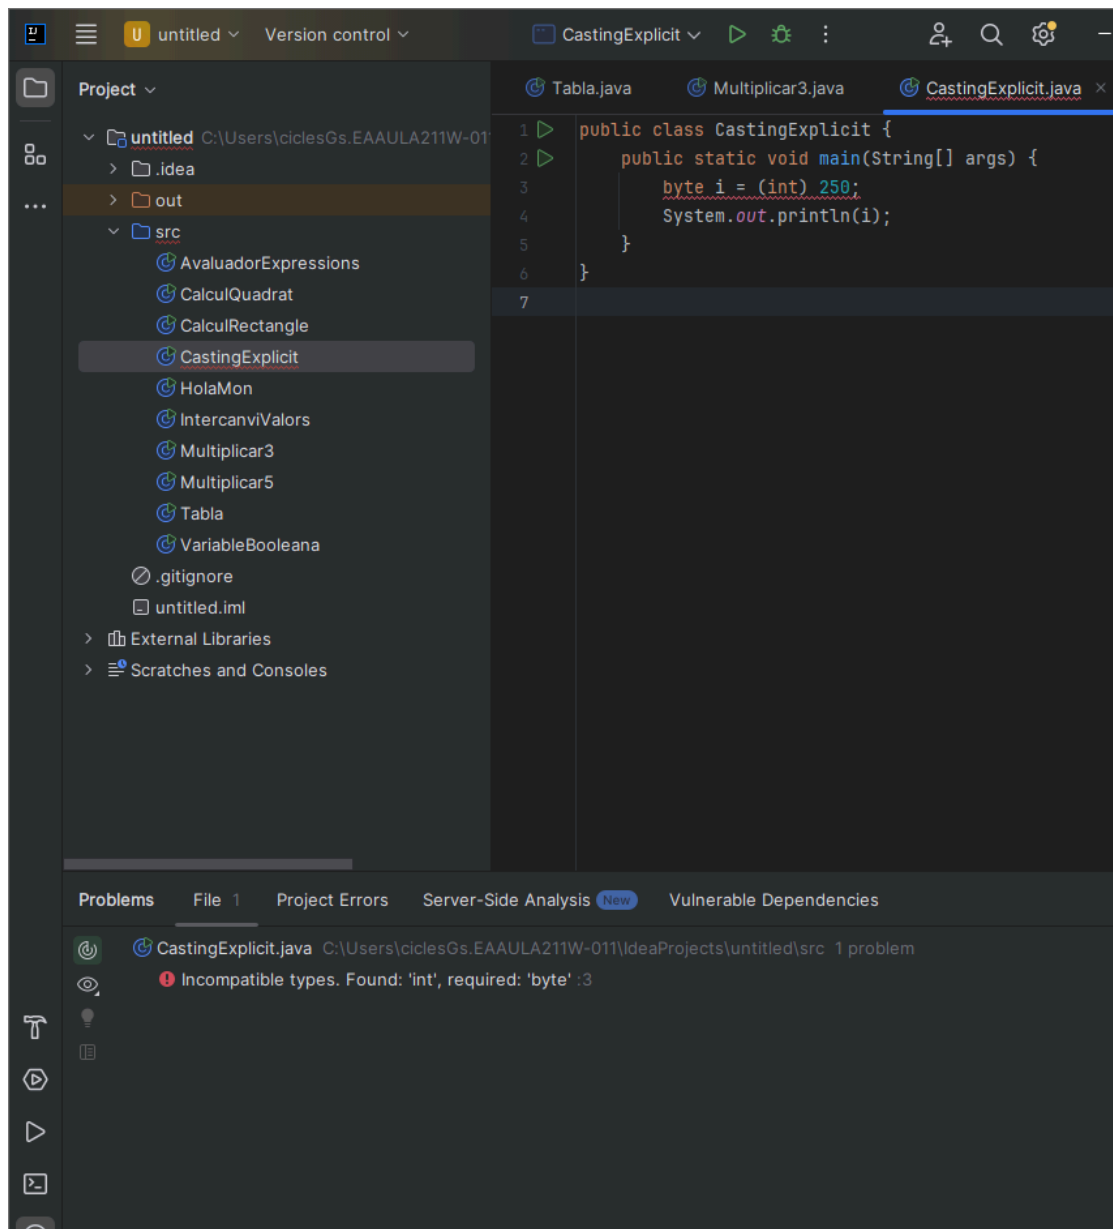 U untitled Version control CastingExplicit
Project
Tabla.java Multiplicar3.java CastingExplicit.java
untitled C:\Users\ciclesGs.EAAULA211W-01
.idea
out
src
AvaluadorExpressions
CalculQuadrat
CalculRectangle
CastingExplicit
HolaMon
IntercanviValors
Multiplicar3
Multiplicar5
Tabla
VariableBooleana
.gitignore
untitled.iml
External Libraries
Scratches and Consoles
1 public class CastingExplicit {
2 public static void main(String[] args) {
3 byte i = (int) 250;
4 System.out.println(i);
5 }
6 }
7
Problems File 1 Project Errors Server-Side Analysis New Vulnerable Dependencies
CastingExplicit.java C:\Users\ciclesGs.EAAULA211W-011\IdeaProjects\untitled\src 1 problem
Incompatible types. Found: 'int', required: 'byte' :3